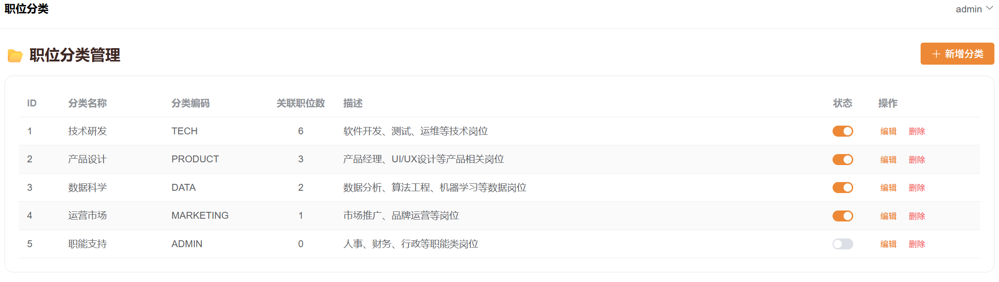 职位分类
admin
职位分类管理
新增分类
ID 分类名称 分类编码 关联职位数 描述 状态 操作
1 技术研发 TECH 6 软件开发、测试、运维等技术岗位 编辑 删除
2 产品设计 PRODUCT 3 产品经理、UI/UX设计等产品相关岗位 编辑 删除
3 数据科学 DATA 2 数据分析、算法工程、机器学习等数据岗位 编辑 删除
4 运营市场 MARKETING 1 市场推广、品牌运营等岗位 编辑 删除
5 职能支持 ADMIN 0 人事、财务、行政等职能类岗位 编辑 删除